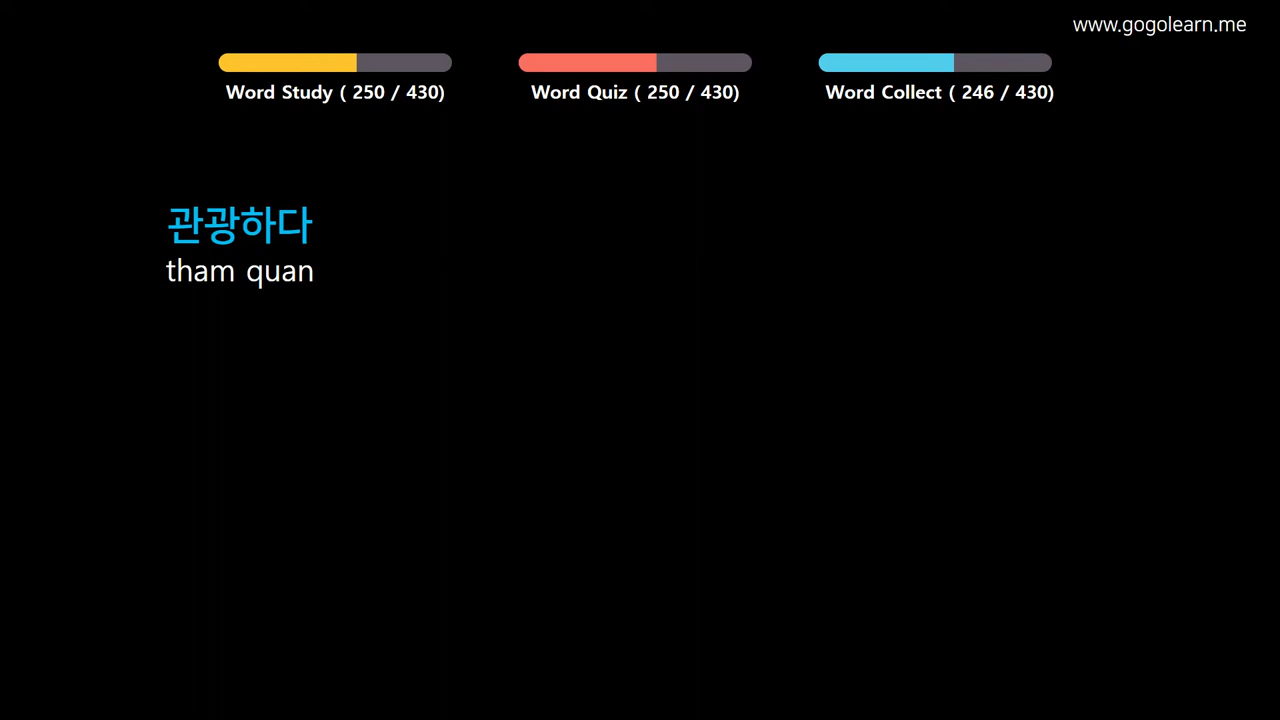 www.gogolearn.me
Word Study ( 250 / 430)
Word Quiz ( 250 / 430)
Word Collect ( 246 / 430)
관광하다
tham quan